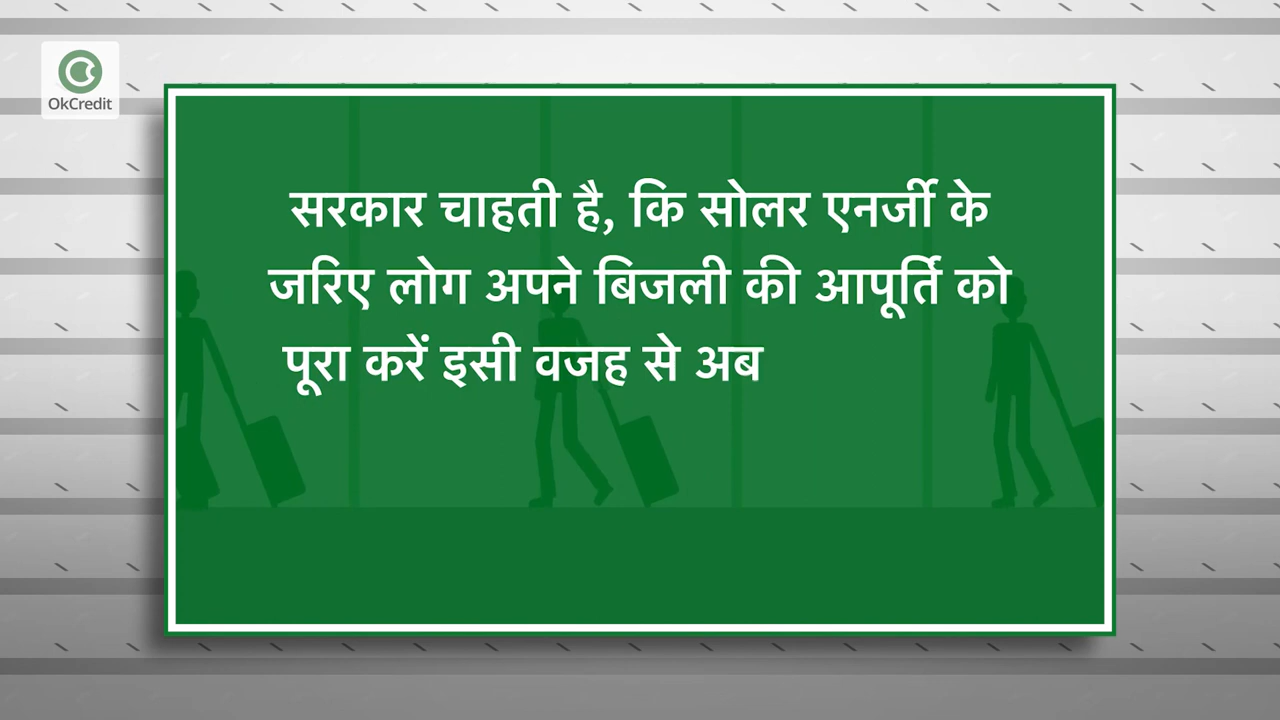 OkCredit
सरकार चाहती है, कि सोलर एनर्जी के
जरिए लोग अपने बिजली की आपूर्ति को
पूरा करें इसी वजह से अब